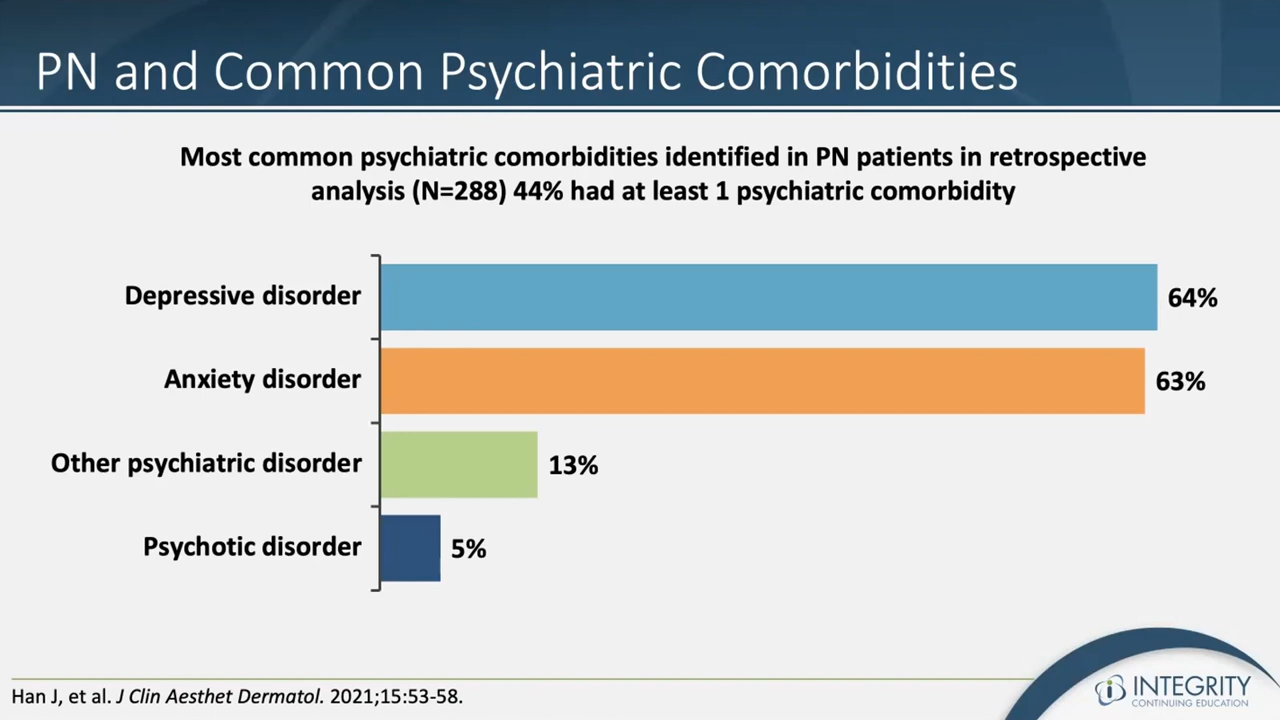 PN and Common Psychiatric Comorbidities
Most common psychiatric comorbidities identified in PN patients in retrospective
analysis (N=288) 44% had at least 1 psychiatric comorbidity
Depressive disorder
64%
Anxiety disorder
63%
Other psychiatric disorder
13%
Psychotic disorder
5%
Han J, et al. J Clin Aesthet Dermatol. 2021;15:53-58.
INTEGRITY
CONTINUING EDUCATION